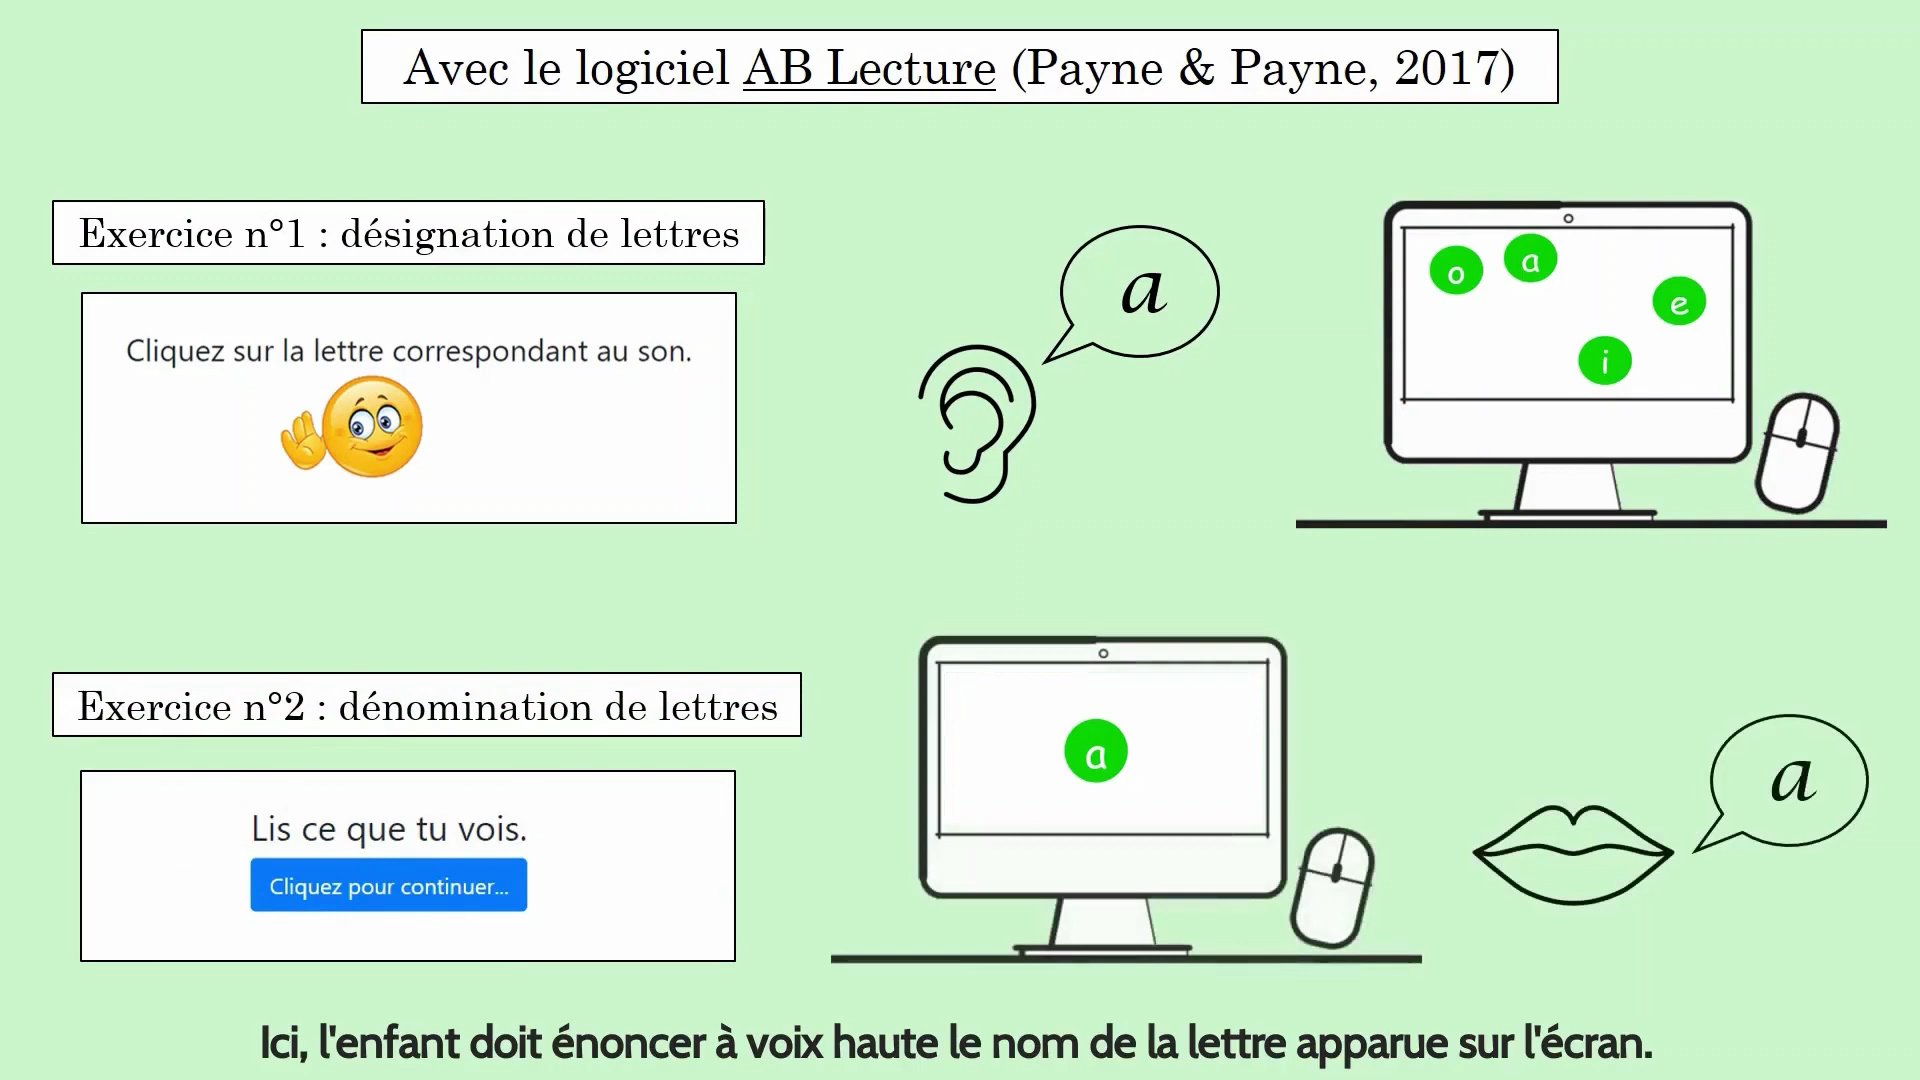 Avec le logiciel AB Lecture (Payne & Payne, 2017)
Exercice n°1 : désignation de lettres
Cliquez sur la lettre correspondant au son.
a
o
a
e
i
Exercice n°2 : dénomination de lettres
Lis ce que tu vois.
Cliquez pour continuer...
a
a
Ici, l'enfant doit énoncer à voix haute le nom de la lettre apparue sur l'écran.